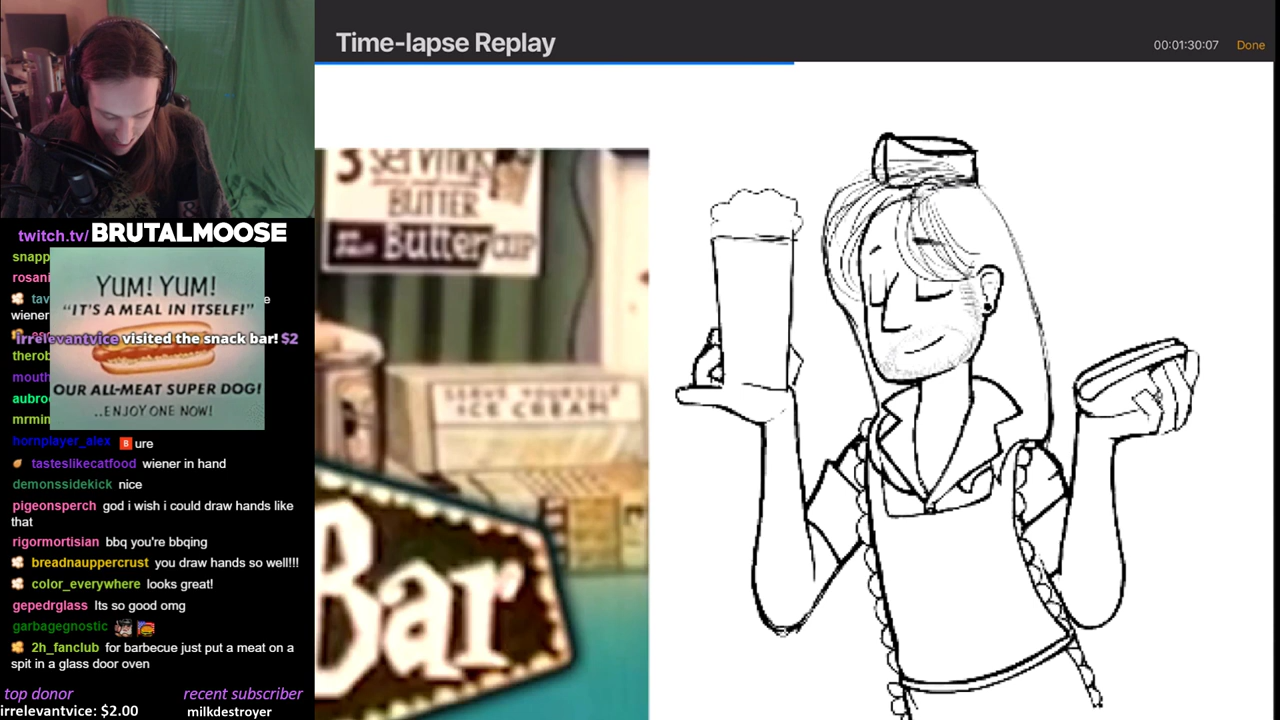 Time-lapse Replay
00:01:30:07
Done
twitch.tv/BRUTALMOOSE
YUM! YUM!
"IT'S A MEAL IN ITSELF!"
wiener
irrelevantvice visited the snack bar! $2
OUR ALL-MEAT SUPER DOG!
..ENJOY ONE NOW!
hornplayer_alex B ure
tasteslikecatfood wiener in hand
demonssidekick nice
pigeonsperch god i wish i could draw hands like
that
rigormortisian bbq you're bbqing
breadnauppercrust you draw hands so well!!!
color_everywhere looks great!
gepedrglass Its so good omg
garbagegnostic
2h_fanclub for barbecue just put a meat on a
spit in a glass door oven
top donor
irrelevantvice: $2.00
recent subscriber
milkdestroyer
SERVING
BUTTER
Buttercup
SERVE YOURSELF
ICE CREAM
Bar